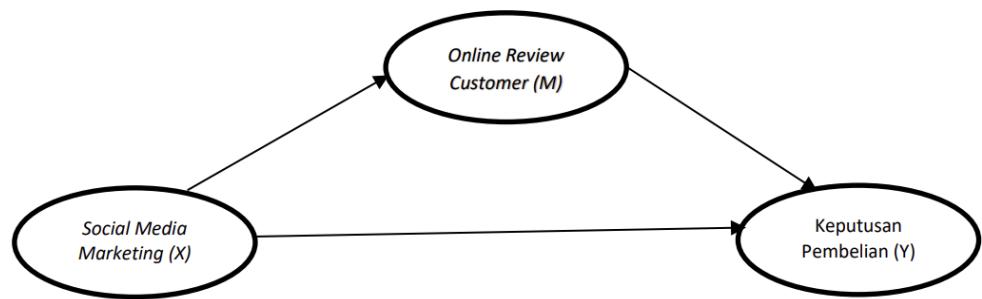 Online Review
Customer (M)
Social Media
Marketing (X)
Keputusan
Pembelian (Y)